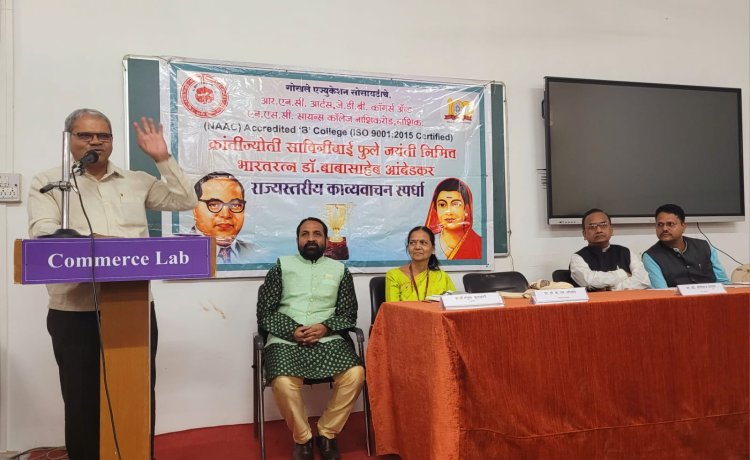 गोखले एज्युकेशन सोसायटीचे,
आर.एन.सी. आर्टस,जे.डी.बी. कॉमर्स अँन्ड
एन.एस.सी. सायन्स कॉलेज नाशिकरोड,नाशिक.
(NAAC) Accredited 'B' College (ISO 9001:2015 Certified)
क्रांतीज्योती सावित्रीबाई फुले जयंती निमित्त
भारतरत्न डॉ.बाबासाहेब आंबेडकर
राज्यस्तरीय काव्यवाचन स्पर्धा
Commerce Lab